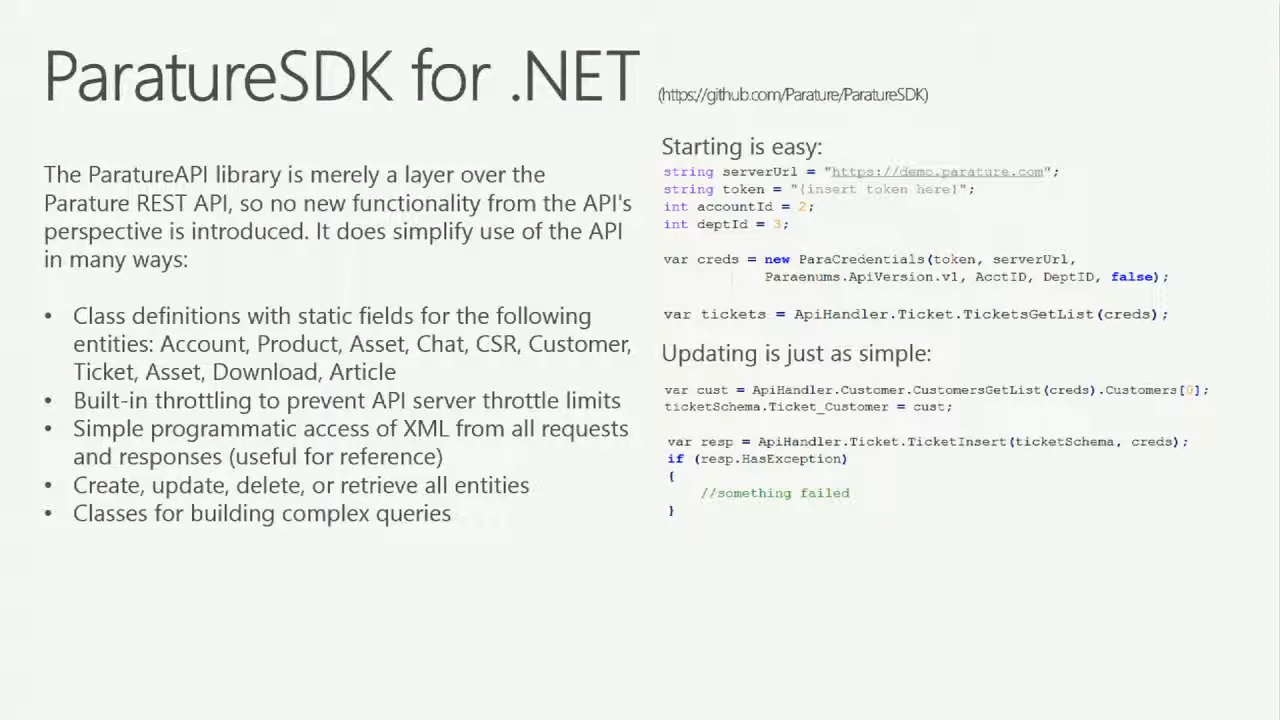 ParatureSDK for .NET (https://github.com/Parature/ParatureSDK)
The ParatureAPI library is merely a layer over the
Parature REST API, so no new functionality from the API's
perspective is introduced. It does simplify use of the API
in many ways:
• Class definitions with static fields for the following
entities: Account, Product, Asset, Chat, CSR, Customer,
Ticket, Asset, Download, Article
• Built-in throttling to prevent API server throttle limits
• Simple programmatic access of XML from all requests
and responses (useful for reference)
• Create, update, delete, or retrieve all entities
• Classes for building complex queries
Starting is easy:
string serverUrl = "https://demo.parature.com";
string token = "{insert token here}";
int accountId = 2;
int deptId = 3;
var creds = new ParaCredentials(token, serverUrl,
Paraenums.ApiVersion.v1, AcctID, DeptID, false);
var tickets = ApiHandler.Ticket.TicketsGetList(creds);
Updating is just as simple:
var cust = ApiHandler.Customer.CustomersGetList(creds).Customers[0];
ticketSchema.Ticket_Customer = cust;
var resp = ApiHandler.Ticket.TicketInsert(ticketSchema, creds);
if (resp.HasException)
{
//something failed
}